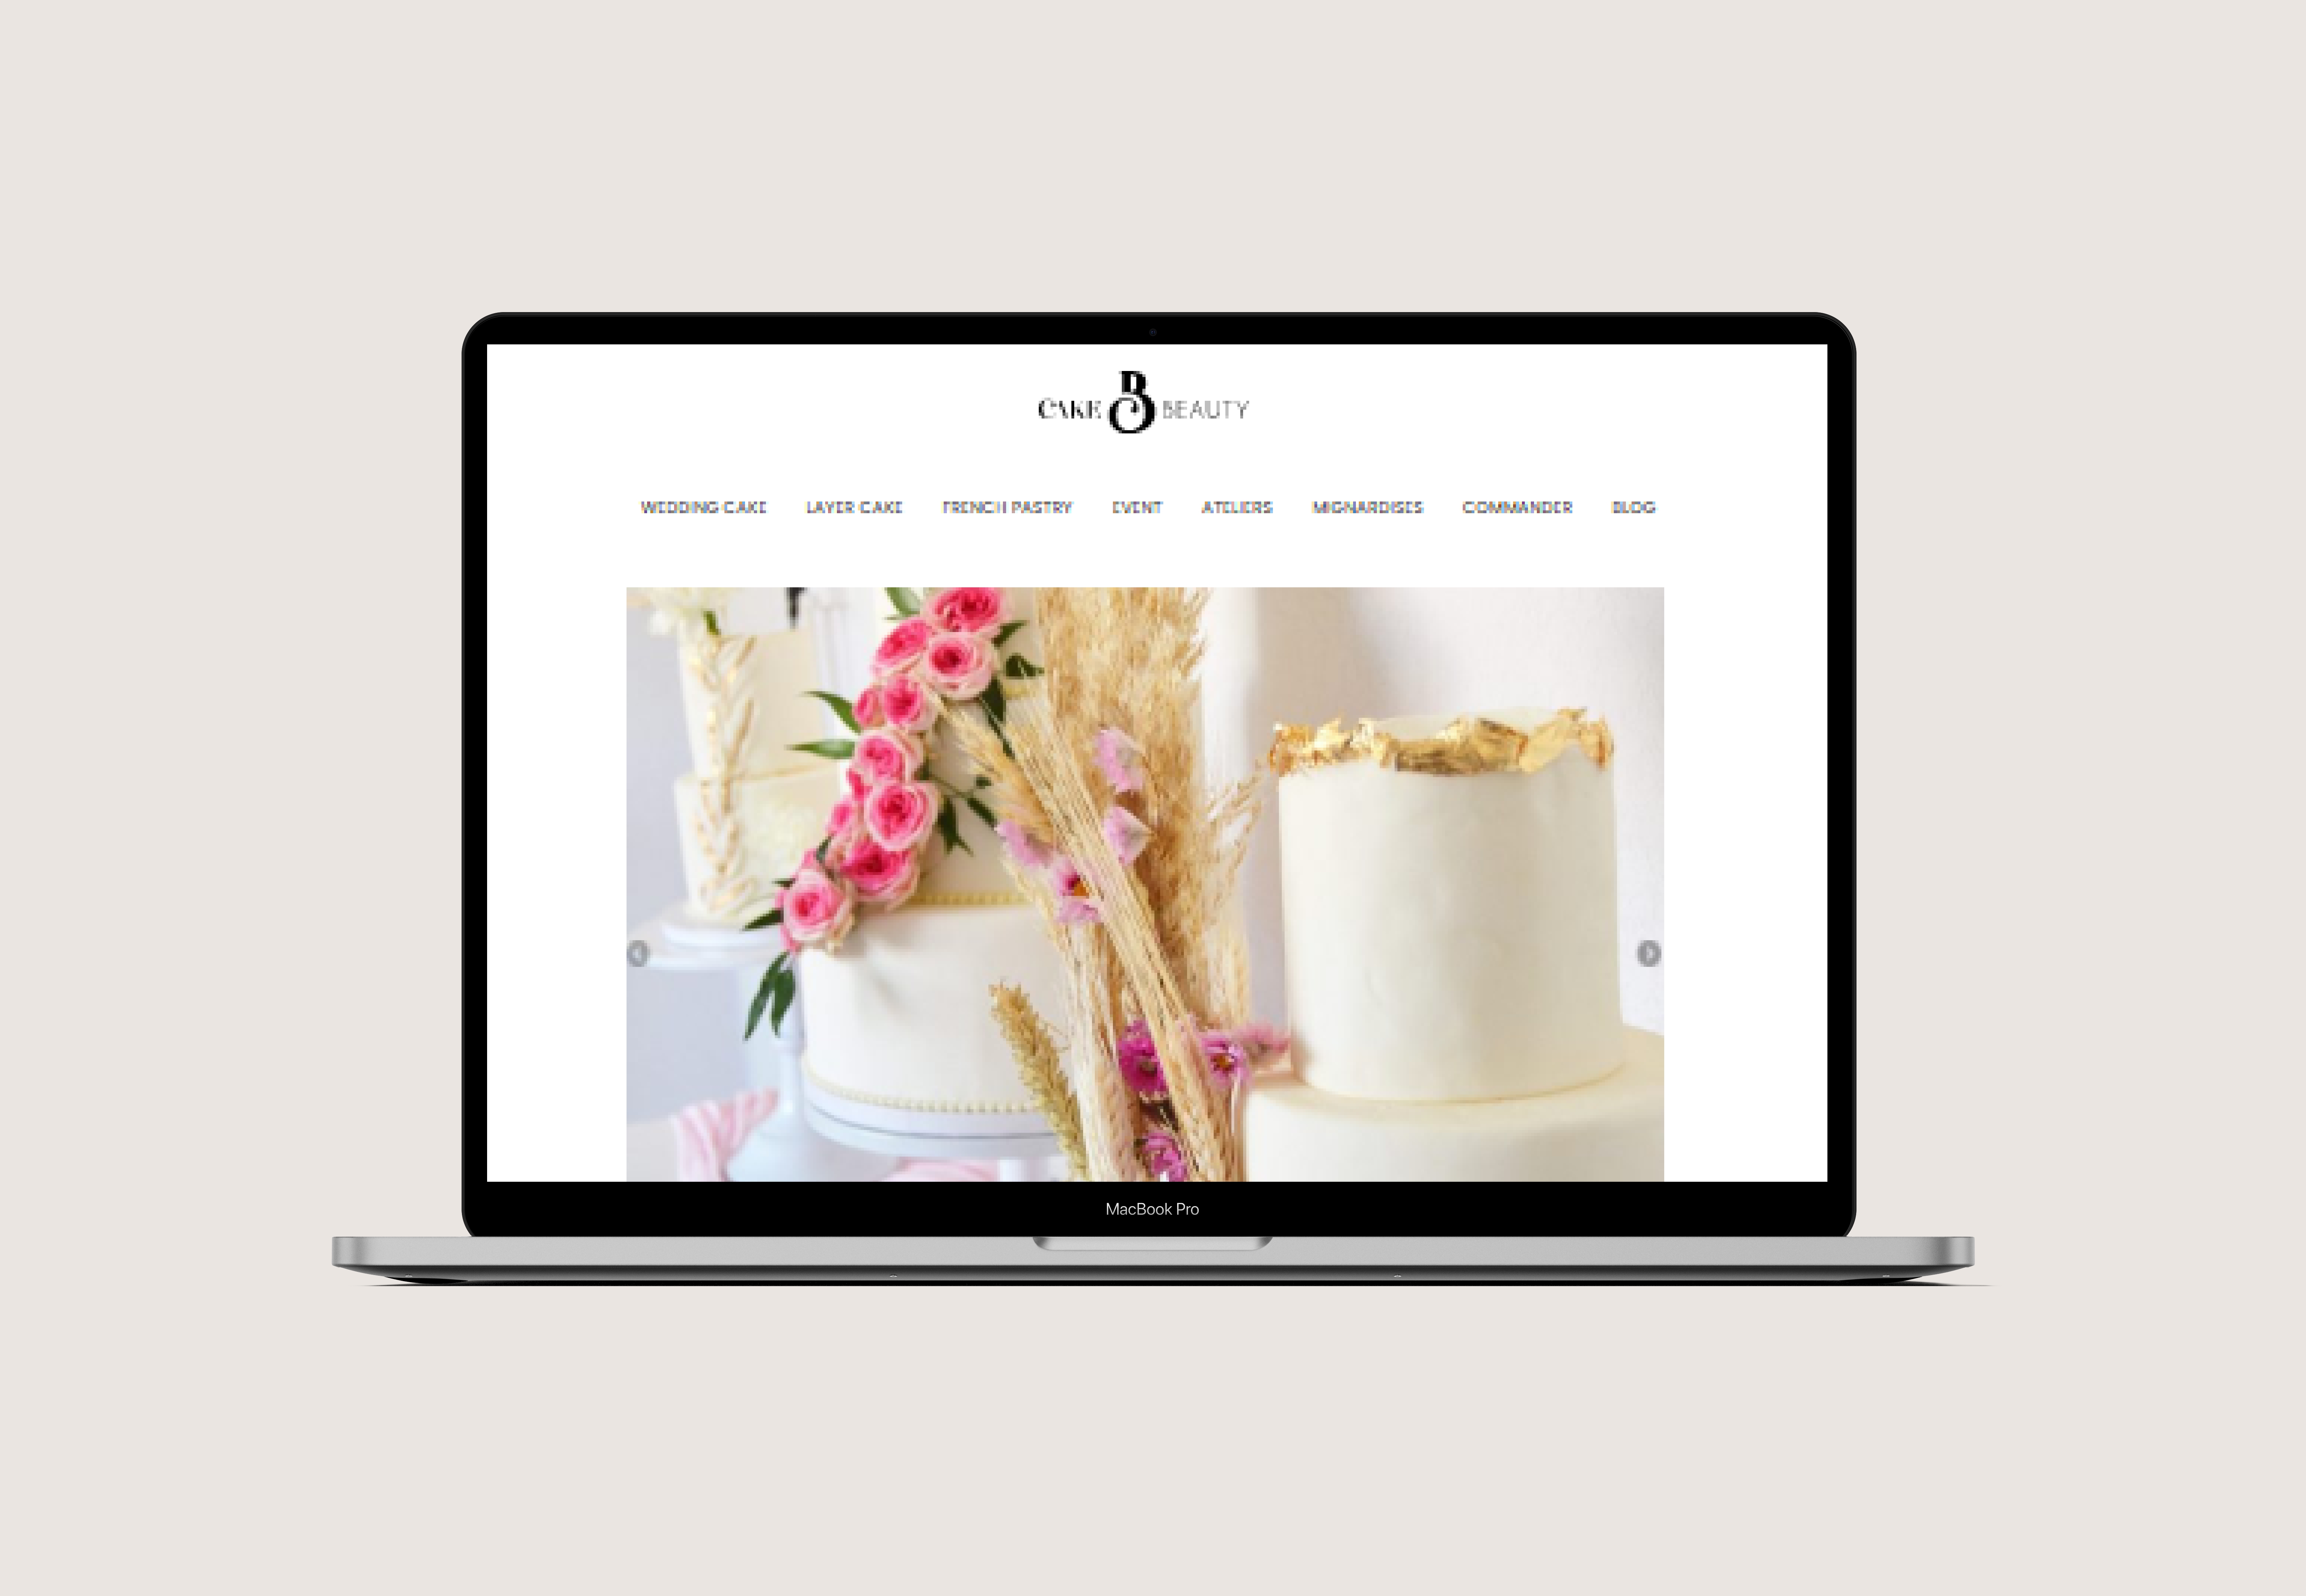 CAKE B BEAUTY
WEDDING CAKE LAYER CAKE FRENCH PASTRY EVENT ATELIERS MIGNARDISES COMMANDER BLOG
MacBook Pro